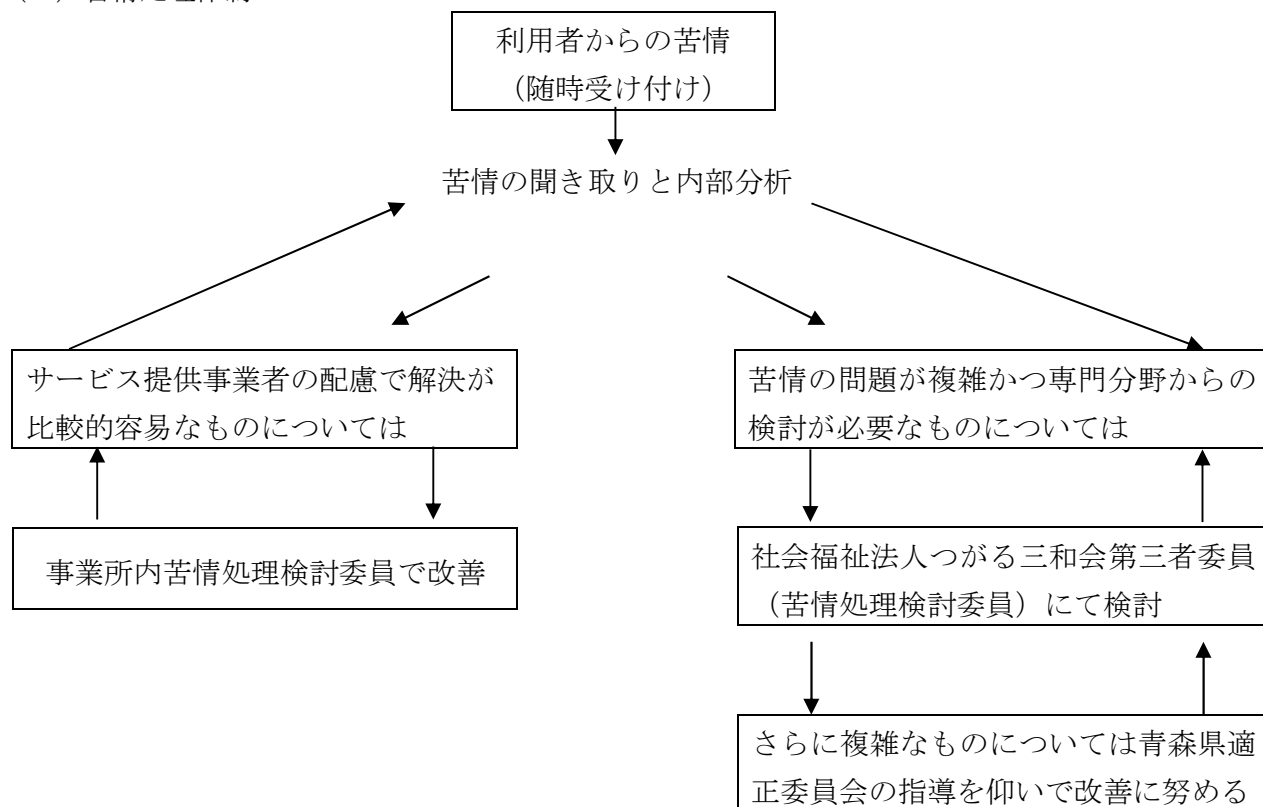 利用者からの苦情
（随時受け付け）
苦情の聞き取りと内部分析
サービス提供事業者の配慮で解決が
比較的容易なものについては
苦情の問題が複雑かつ専門分野からの
検討が必要なものについては
事業所内苦情処理検討委員で改善
社会福祉法人つがる三和会第三者委員
（苦情処理検討委員）にて検討
さらに複雑なものについては青森県適
正委員会の指導を仰いで改善に努める